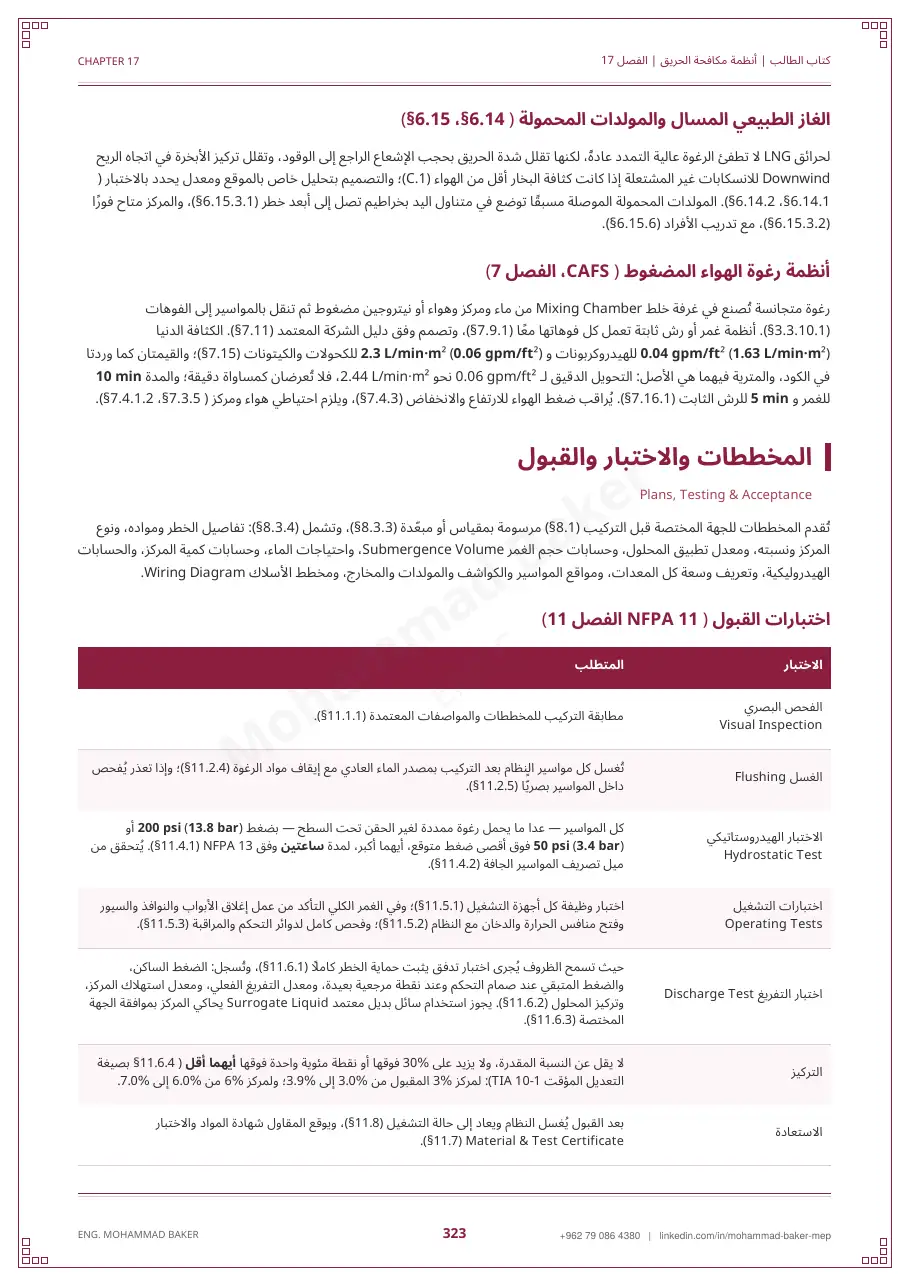 كتاب الطالب | أنظمة مكافحة الحريق | الفصل 17
CHAPTER 17
الغاز الطبيعي المسال والمولدات المحمولة ( §6.14، §6.15)
لحرائق LNG لا تطفئ الرغوة عالية التمدد عادةً، لكنها تقلل شدة الحريق بحجب الإشعاع الراجع إلى الوقود، وتقلل تركيز الأبخرة في اتجاه الريح
Downwind للانسكابات غير المشتعلة إذا كانت كثافة البخار أقل من الهواء (C.1)؛ والتصميم بتحليل خاص بالموقع ومعدل يحدد بالاختبار (
§6.14.1، §6.14.2). المولدات المحمولة الموصلة مسبقًا توضع في متناول اليد بخراطيم تصل إلى أبعد خطر (§6.15.3.1)، والمركز متاح فورًا
(§6.15.3.2)، مع تدريب الأفراد (§6.15.6).
أنظمة رغوة الهواء المضغوط ( CAFS، الفصل 7)
رغوة متجانسة تُصنع في غرفة خلط Mixing Chamber من ماء ومركز وهواء أو نيتروجين مضغوط ثم تنقل بالمواسير إلى الفوهات
(§3.3.10.1). أنظمة غمر أو رش ثابتة تعمل كل فوهاتها معًا (§7.9.1)، وتصمم وفق دليل الشركة المعتمد (§7.11). الكثافة الدنيا
0.04 gpm/ft² (1.63 L/min·m²) للهيدروكربونات و 2.3 L/min·m² (0.06 gpm/ft²) للكحولات والكيتونات (§7.15)؛ والقيمتان كما وردتا
في الكود، والمترية فيهما هي الأصل: التحويل الدقيق لـ 0.06 gpm/ft² نحو 2.44 L/min·m²، فلا تُعرضان كمساواة دقيقة؛ والمدة 10 min
للغمر و 5 min للرش الثابت (§7.16.1). يُراقب ضغط الهواء للارتفاع والانخفاض (§7.4.3)، ويلزم احتياطي هواء ومركز ( §7.3.5، §7.4.1.2).
المخططات والاختبار والقبول
Plans, Testing & Acceptance
تُقدم المخططات للجهة المختصة قبل التركيب (§8.1) مرسومة بمقياس أو مبعّدة (§8.3.3)، وتشمل (§8.3.4): تفاصيل الخطر ومواده، ونوع
المركز ونسبته، ومعدل تطبيق المحلول، وحسابات حجم الغمر Submergence Volume، واحتياجات الماء، وحسابات كمية المركز، والحسابات
الهيدروليكية، وتعريف وسعة كل المعدات، ومواقع المواسير والكواشف والمولدات والمخارج، ومخطط الأسلاك Wiring Diagram.
اختبارات القبول ( NFPA 11 الفصل 11)
الاختبار
المتطلب
الفحص البصري
Visual Inspection
مطابقة التركيب للمخططات والمواصفات المعتمدة (§11.1.1).
الغسل Flushing
تُغسل كل مواسير النظام بعد التركيب بمصدر الماء العادي مع إيقاف مواد الرغوة (§11.2.4)؛ وإذا تعذر يُفحص
داخل المواسير بصريًا (§11.2.5).
الاختبار الهيدروستاتيكي
Hydrostatic Test
كل المواسير — عدا ما يحمل رغوة ممددة لغير الحقن تحت السطح — بضغط 200 psi (13.8 bar) أو
50 psi (3.4 bar) فوق أقصى ضغط متوقع، أيهما أكبر، لمدة ساعتين وفق NFPA 13 (§11.4.1). يُتحقق من
ميل تصريف المواسير الجافة (§11.4.2).
اختبارات التشغيل
Operating Tests
اختبار وظيفة كل أجهزة التشغيل (§11.5.1)؛ وفي الغمر الكلي التأكد من عمل إغلاق الأبواب والنوافذ والسيور
وفتح منافس الحرارة والدخان مع النظام (§11.5.2)؛ وفحص كامل لدوائر التحكم والمراقبة (§11.5.3).
اختبار التفريغ Discharge Test
حيث تسمح الظروف يُجرى اختبار تدفق يثبت حماية الخطر كاملًا (§11.6.1)، وتُسجل: الضغط الساكن،
والضغط المتبقي عند صمام التحكم وعند نقطة مرجعية بعيدة، ومعدل التفريغ الفعلي، ومعدل استهلاك المركز،
وتركيز المحلول (§11.6.2). يجوز استخدام سائل بديل معتمد Surrogate Liquid يحاكي المركز بموافقة الجهة
المختصة (§11.6.3).
التركيز
لا يقل عن النسبة المقدرة، ولا يزيد على 30% فوقها أو نقطة مئوية واحدة فوقها أيهما أقل ( §11.6.4 بصيغة
التعديل المؤقت TIA 10-1): لمركز 3% المقبول من 3.0% إلى 3.9%؛ ولمركز 6% من 6.0% إلى 7.0%.
الاستعادة
بعد القبول يُغسل النظام ويعاد إلى حالة التشغيل (§11.8)، ويوقع المقاول شهادة المواد والاختبار
Material & Test Certificate (§11.7).
Mohammad Baker
ENG. MOHAMMAD BAKER
323
+962 79 086 4380 | linkedin.com/in/mohammad-baker-mep